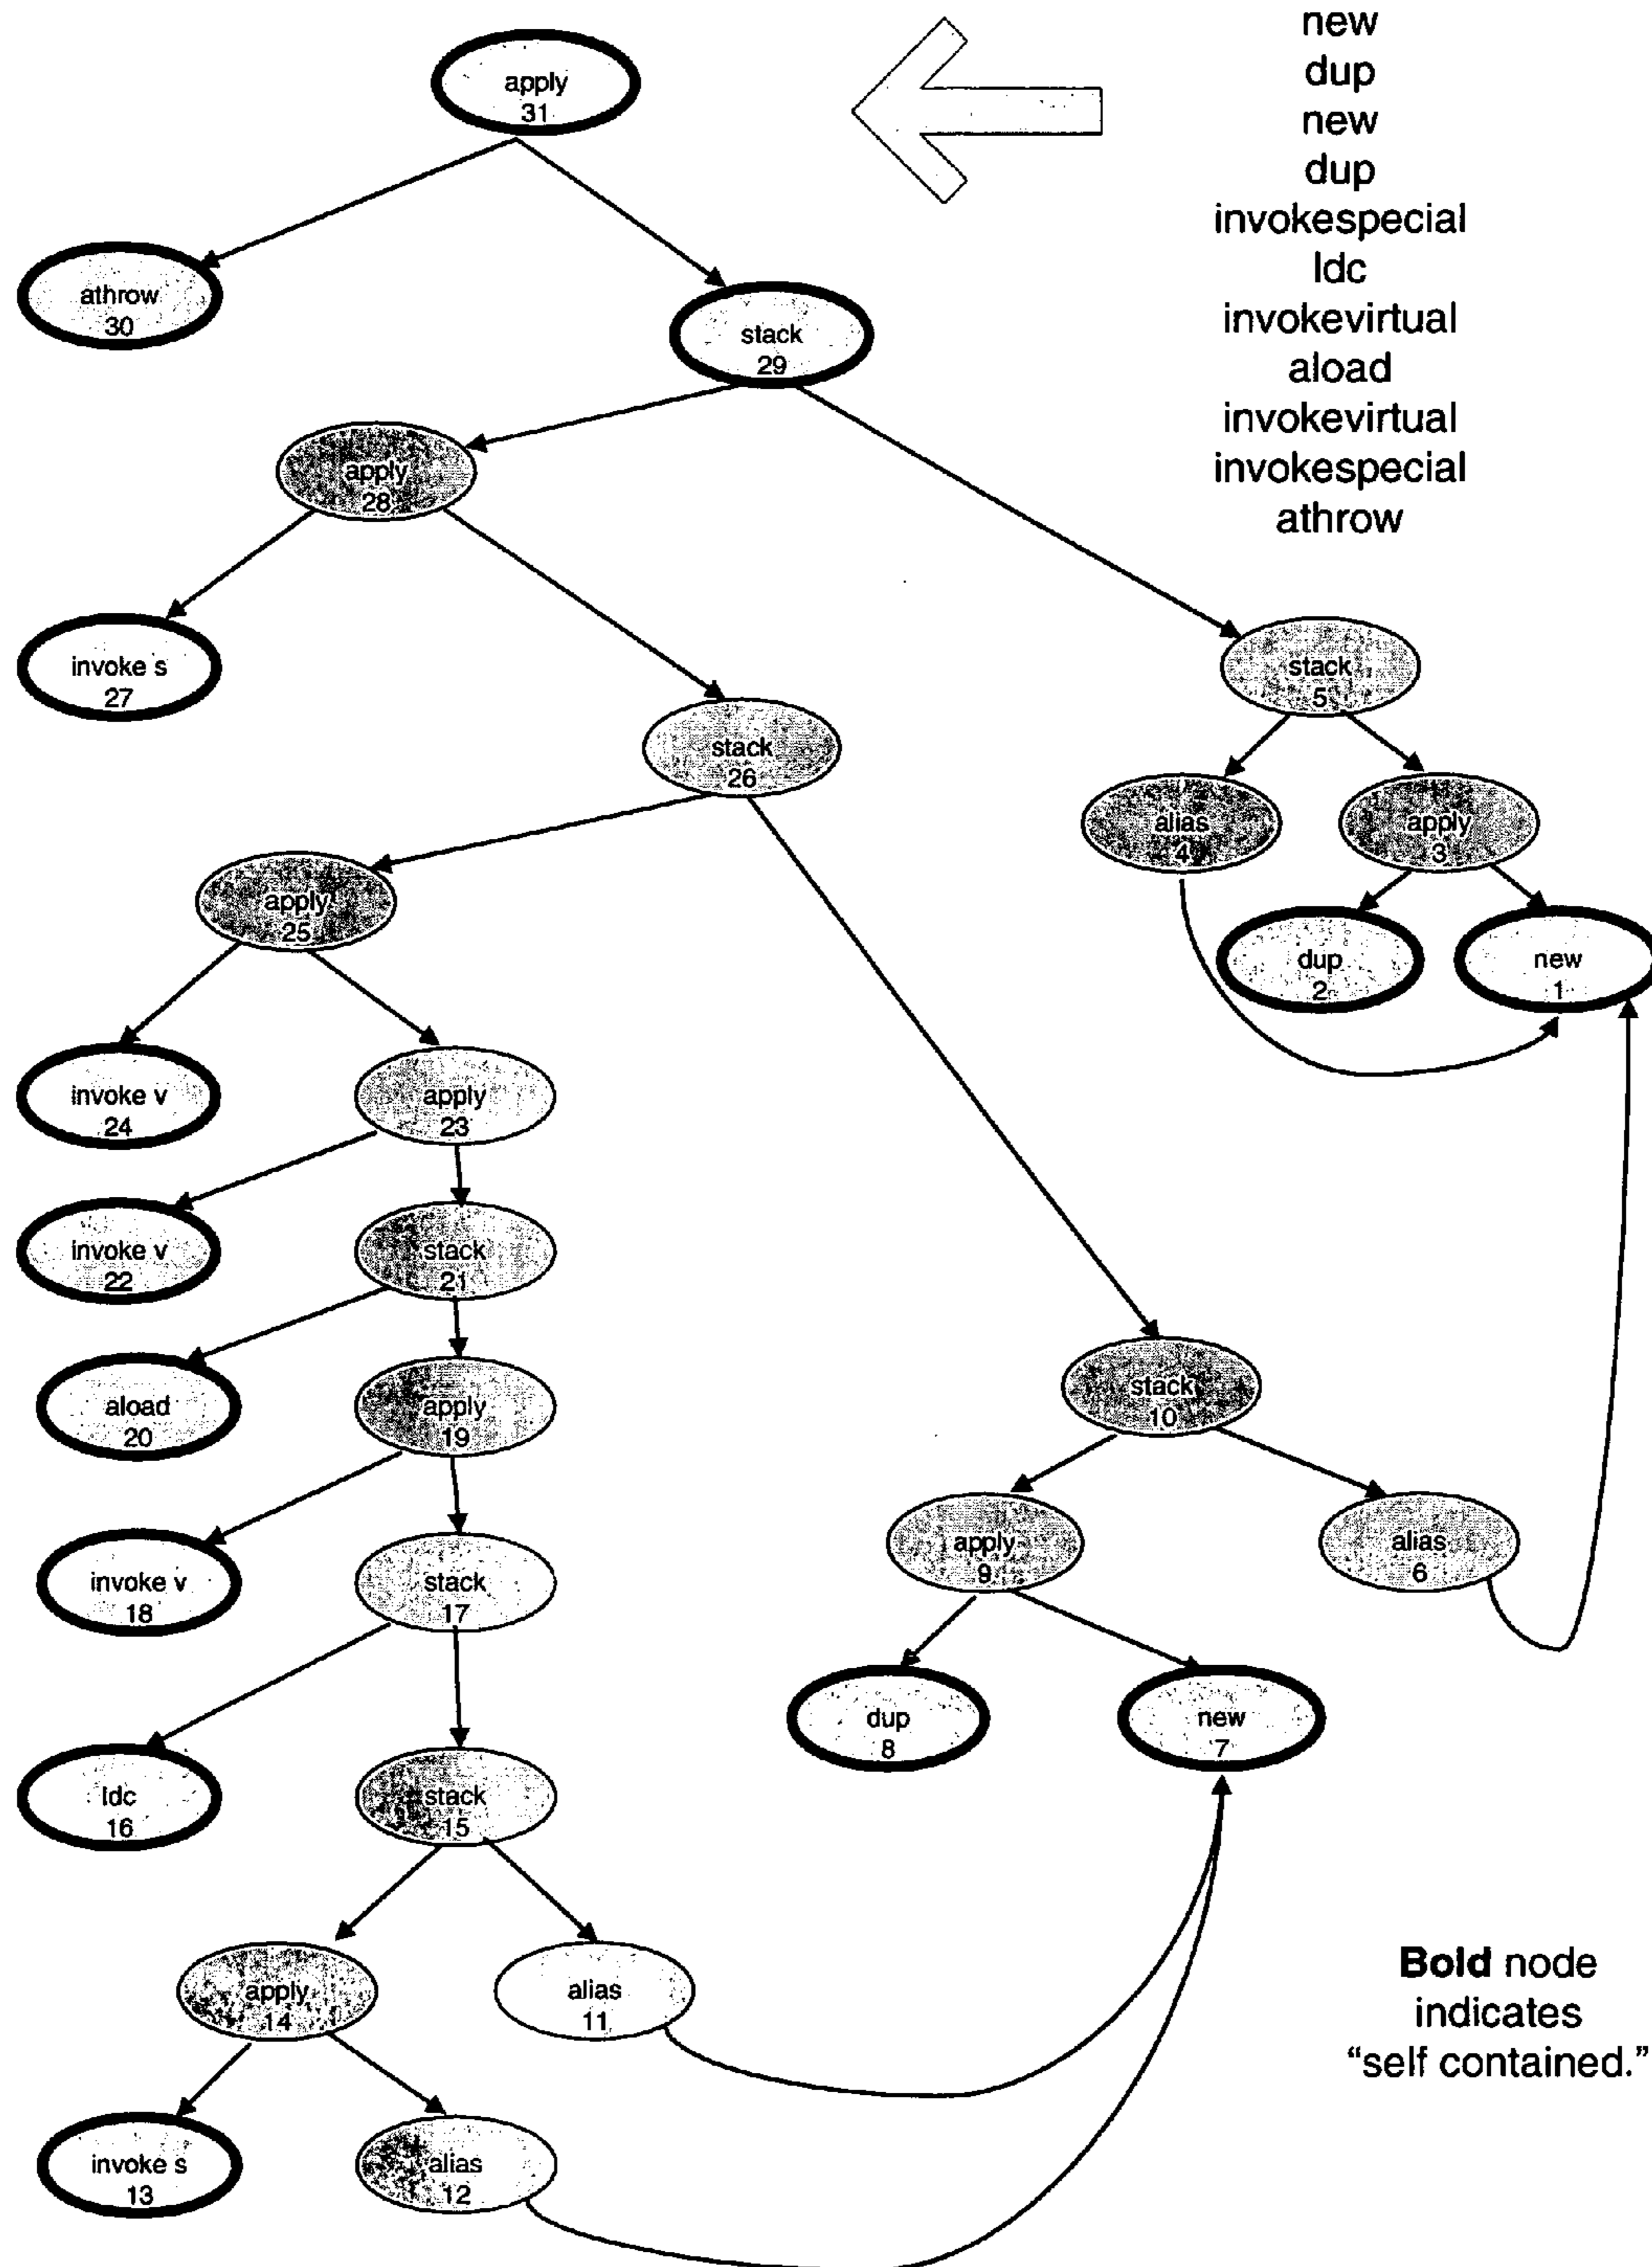 new
dup
new
dup
invokespecial
ldc
invokevirtual
aload
invokevirtual
invokespecial
athrow
apply
31
athrow
30
stack
29
apply
28
invoke s
27
stack
5
stack
26
alias
4
apply
3
apply
25
dup
2
new
1
invoke v
24
apply
23
invoke v
22
stack
21
aload
20
apply
19
stack
10
invoke v
18
stack
17
apply
9
alias
6
dup
8
new
7
ldc
16
stack
15
apply
14
alias
11
Bold node
indicates
“self contained.”
invoke s
13
alias
12